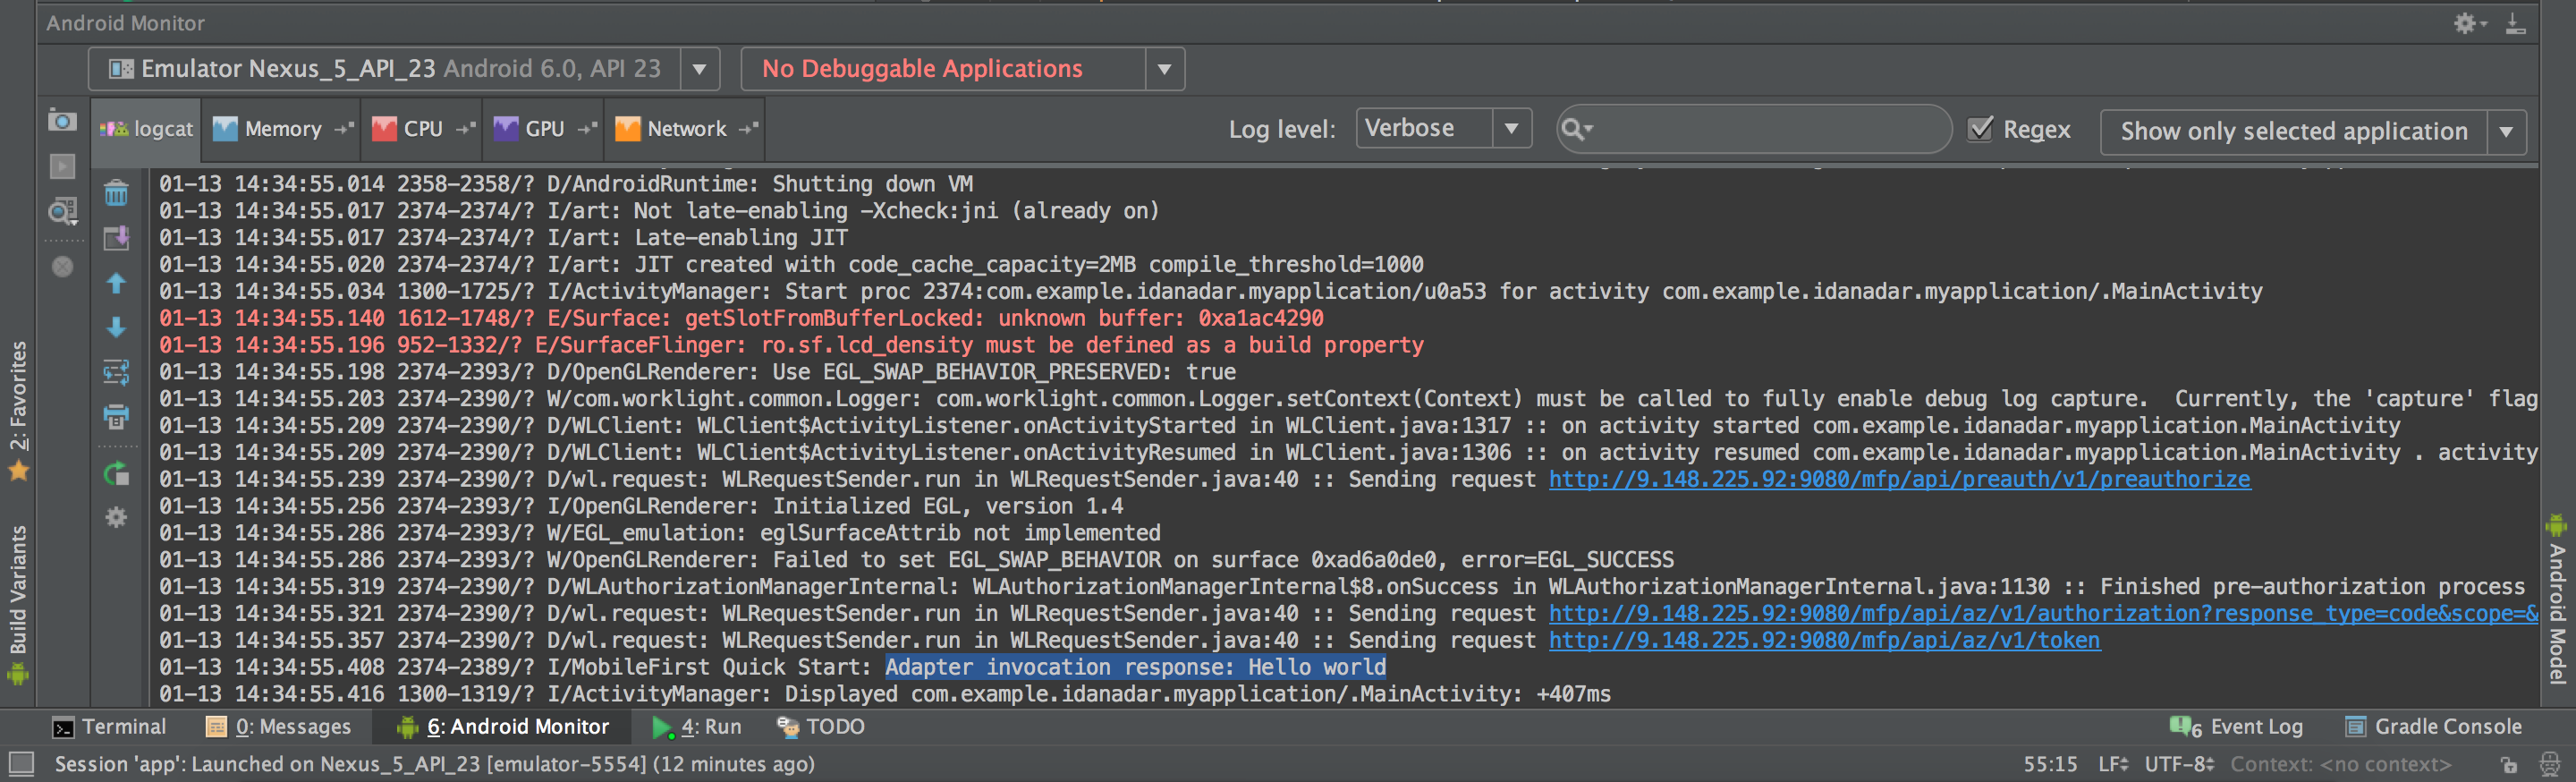 Android Monitor
Emulator Nexus_5_API_23 Android 6.0, API 23
No Debuggable Applications
logcat
Memory
CPU
GPU
Network
Log level:
Verbose
Regex
Show only selected application
01-13 14:34:55.014 2358-2358/? D/AndroidRuntime: Shutting down VM
01-13 14:34:55.017 2374-2374/? I/art: Not late-enabling -Xcheck:jni (already on)
01-13 14:34:55.017 2374-2374/? I/art: Late-enabling JIT
01-13 14:34:55.020 2374-2374/? I/art: JIT created with code_cache_capacity=2MB compile_threshold=1000
01-13 14:34:55.034 1300-1725/? I/ActivityManager: Start proc 2374:com.example.idanadar.myapplication/u0a53 for activity com.example.idanadar.myapplication/.MainActivity
01-13 14:34:55.140 1612-1748/? E/Surface: getSlotFromBufferLocked: unknown buffer: 0xa1ac4290
01-13 14:34:55.196 952-1332/? E/SurfaceFlinger: ro.sf.lcd_density must be defined as a build property
01-13 14:34:55.198 2374-2393/? D/OpenGLRenderer: Use EGL_SWAP_BEHAVIOR_PRESERVED: true
01-13 14:34:55.203 2374-2390/? W/com.worklight.common.Logger: com.worklight.common.Logger.setContext(Context) must be called to fully enable debug log capture.  Currently, the 'capture' flag
01-13 14:34:55.209 2374-2390/? D/WLClient: WLClient$ActivityListener.onActivityStarted in WLClient.java:1317 :: on activity started com.example.idanadar.myapplication.MainActivity
01-13 14:34:55.209 2374-2390/? D/WLClient: WLClient$ActivityListener.onActivityResumed in WLClient.java:1306 :: on activity resumed com.example.idanadar.myapplication.MainActivity . activity
01-13 14:34:55.239 2374-2390/? D/wl.request: WLRequestSender.run in WLRequestSender.java:40 :: Sending request http://9.148.225.92:9080/mfp/api/preauth/v1/preauthorize
01-13 14:34:55.256 2374-2393/? I/OpenGLRenderer: Initialized EGL, version 1.4
01-13 14:34:55.286 2374-2393/? W/EGL_emulation: eglSurfaceAttrib not implemented
01-13 14:34:55.286 2374-2393/? W/OpenGLRenderer: Failed to set EGL_SWAP_BEHAVIOR on surface 0xad6a0de0, error=EGL_SUCCESS
01-13 14:34:55.319 2374-2390/? D/WLAuthorizationManagerInternal: WLAuthorizationManagerInternal$8.onSuccess in WLAuthorizationManagerInternal.java:1130 :: Finished pre-authorization process
01-13 14:34:55.321 2374-2390/? D/wl.request: WLRequestSender.run in WLRequestSender.java:40 :: Sending request http://9.148.225.92:9080/mfp/api/az/v1/authorization?response_type=code&scope=&
01-13 14:34:55.357 2374-2390/? D/wl.request: WLRequestSender.run in WLRequestSender.java:40 :: Sending request http://9.148.225.92:9080/mfp/api/az/v1/token
01-13 14:34:55.408 2374-2389/? I/MobileFirst Quick Start: Adapter invocation response: Hello world
01-13 14:34:55.416 1300-1319/? I/ActivityManager: Displayed com.example.idanadar.myapplication/.MainActivity: +407ms
2: Favorites
Build Variants
Android Model
Terminal
0: Messages
6: Android Monitor
4: Run
TODO
6 Event Log
Gradle Console
Session 'app': Launched on Nexus_5_API_23 [emulator-5554] (12 minutes ago)
55:15
LF
UTF-8
Context: <no context>